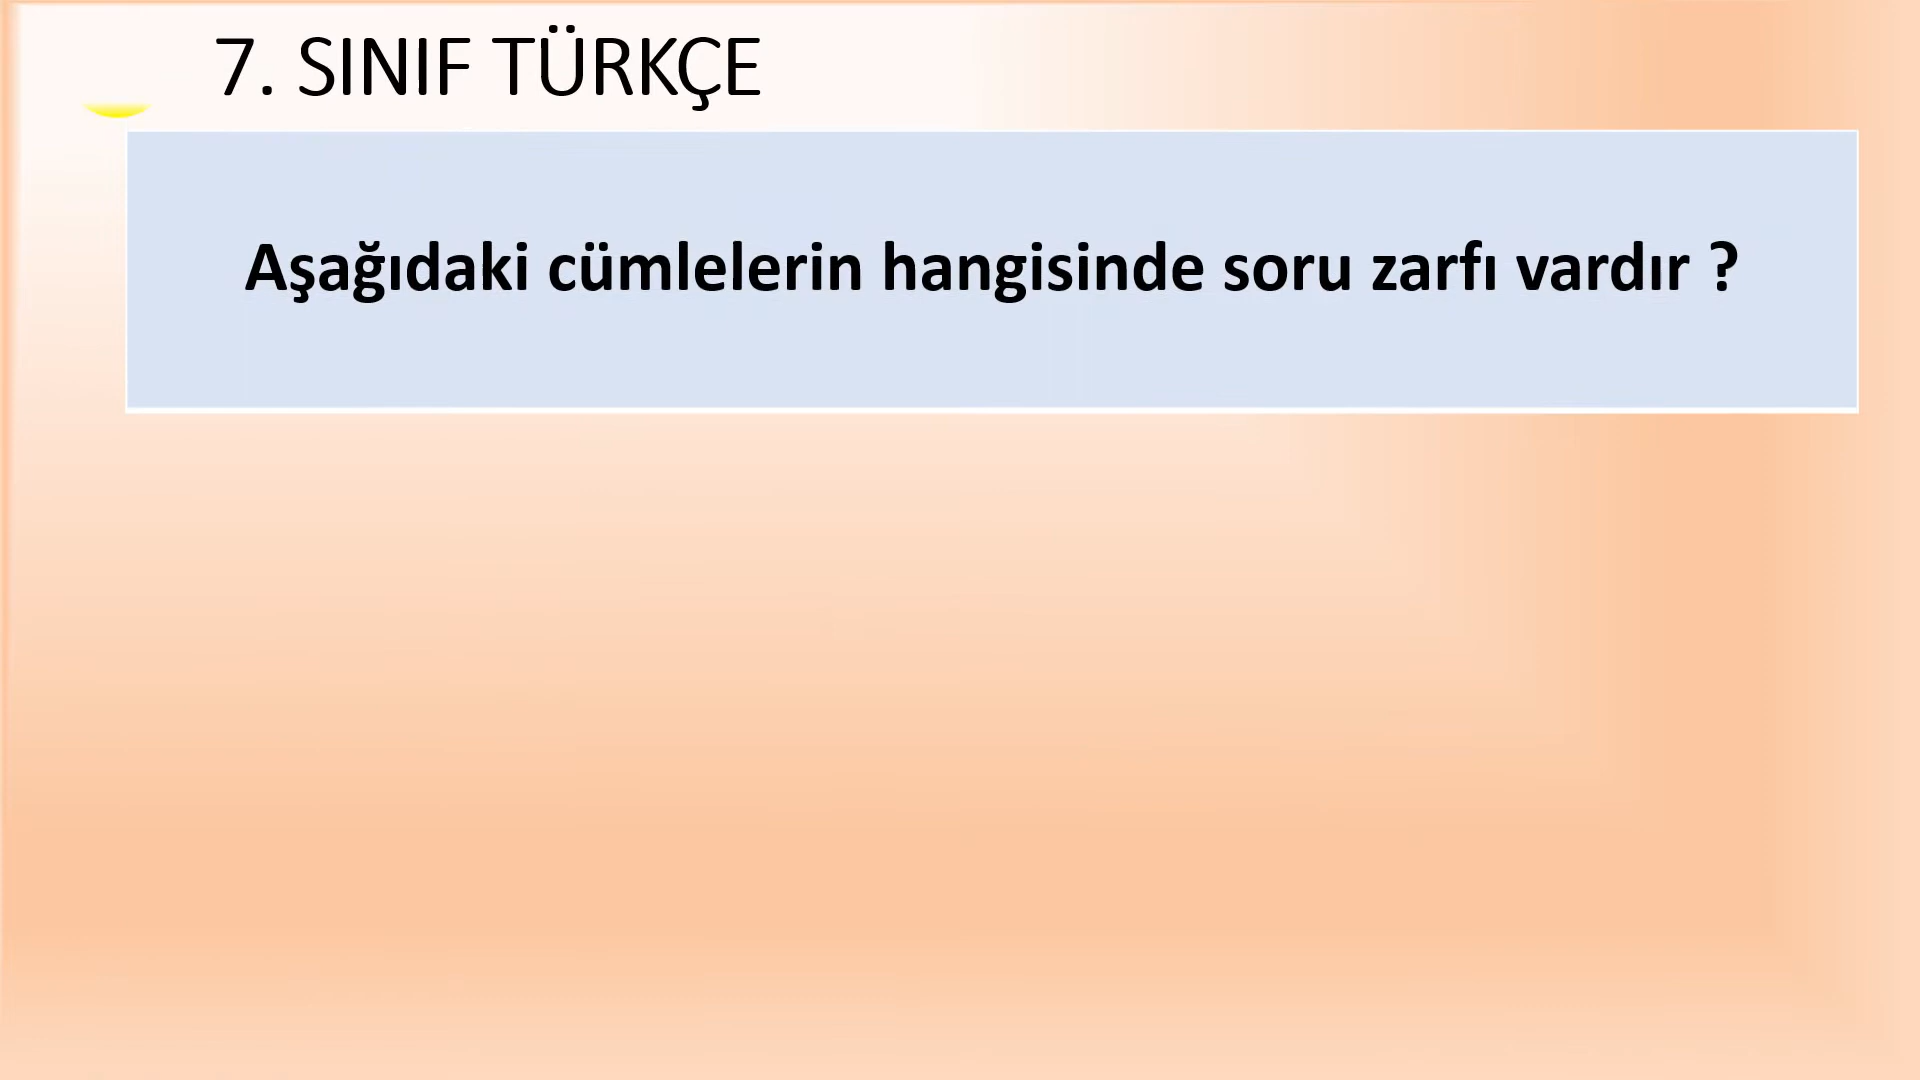 7. SINIF TÜRKÇE
Aşağıdaki cümlelerin hangisinde soru zarfı vardır ?